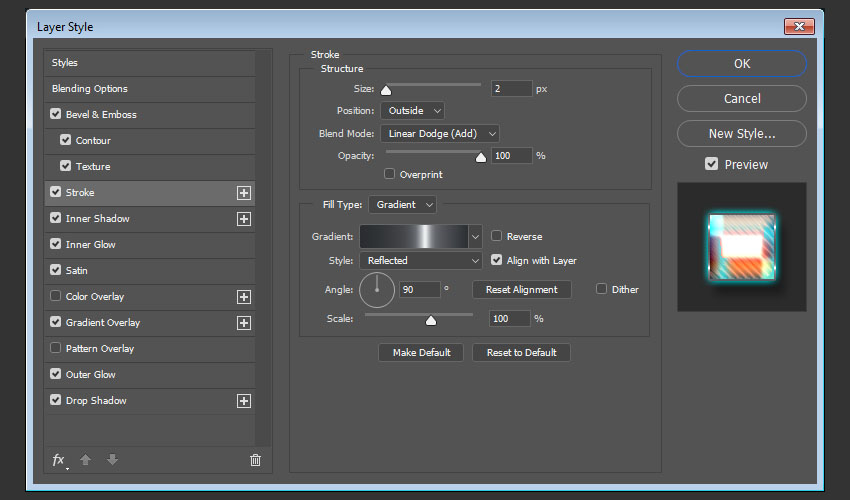 Layer Style
Styles
Blending Options
Bevel & Emboss
Contour
Texture
Stroke
Inner Shadow
Inner Glow
Satin
Color Overlay
Gradient Overlay
Pattern Overlay
Outer Glow
Drop Shadow
fx
Stroke
Structure
Size: 2 px
Position: Outside
Blend Mode: Linear Dodge (Add)
Opacity: 100 %
Overprint
Fill Type: Gradient
Gradient: Reverse
Style: Reflected Align with Layer
Angle: 90 ° Reset Alignment Dither
Scale: 100 %
Make Default Reset to Default
OK
Cancel
New Style...
Preview